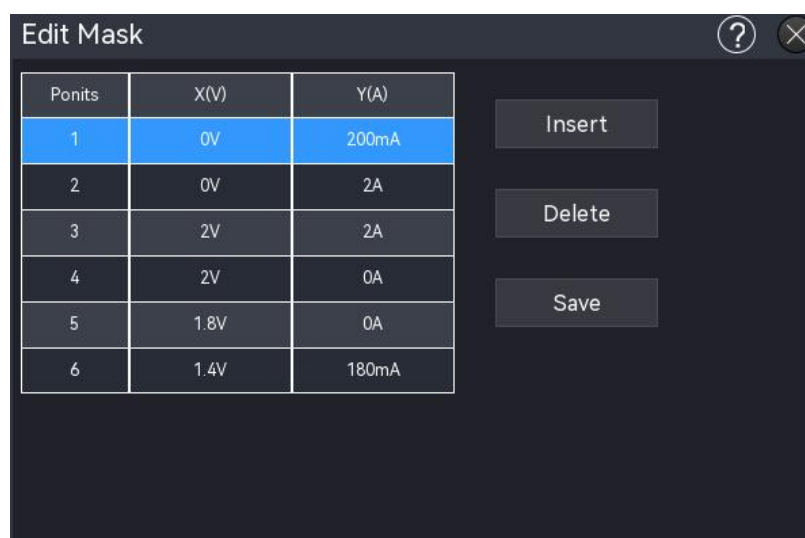 Edit Mask ?
Ponits X(V) Y(A)
1 0V 200mA
2 0V 2A
3 2V 2A
4 2V 0A
5 1.8V 0A
6 1.4V 180mA
Insert
Delete
Save